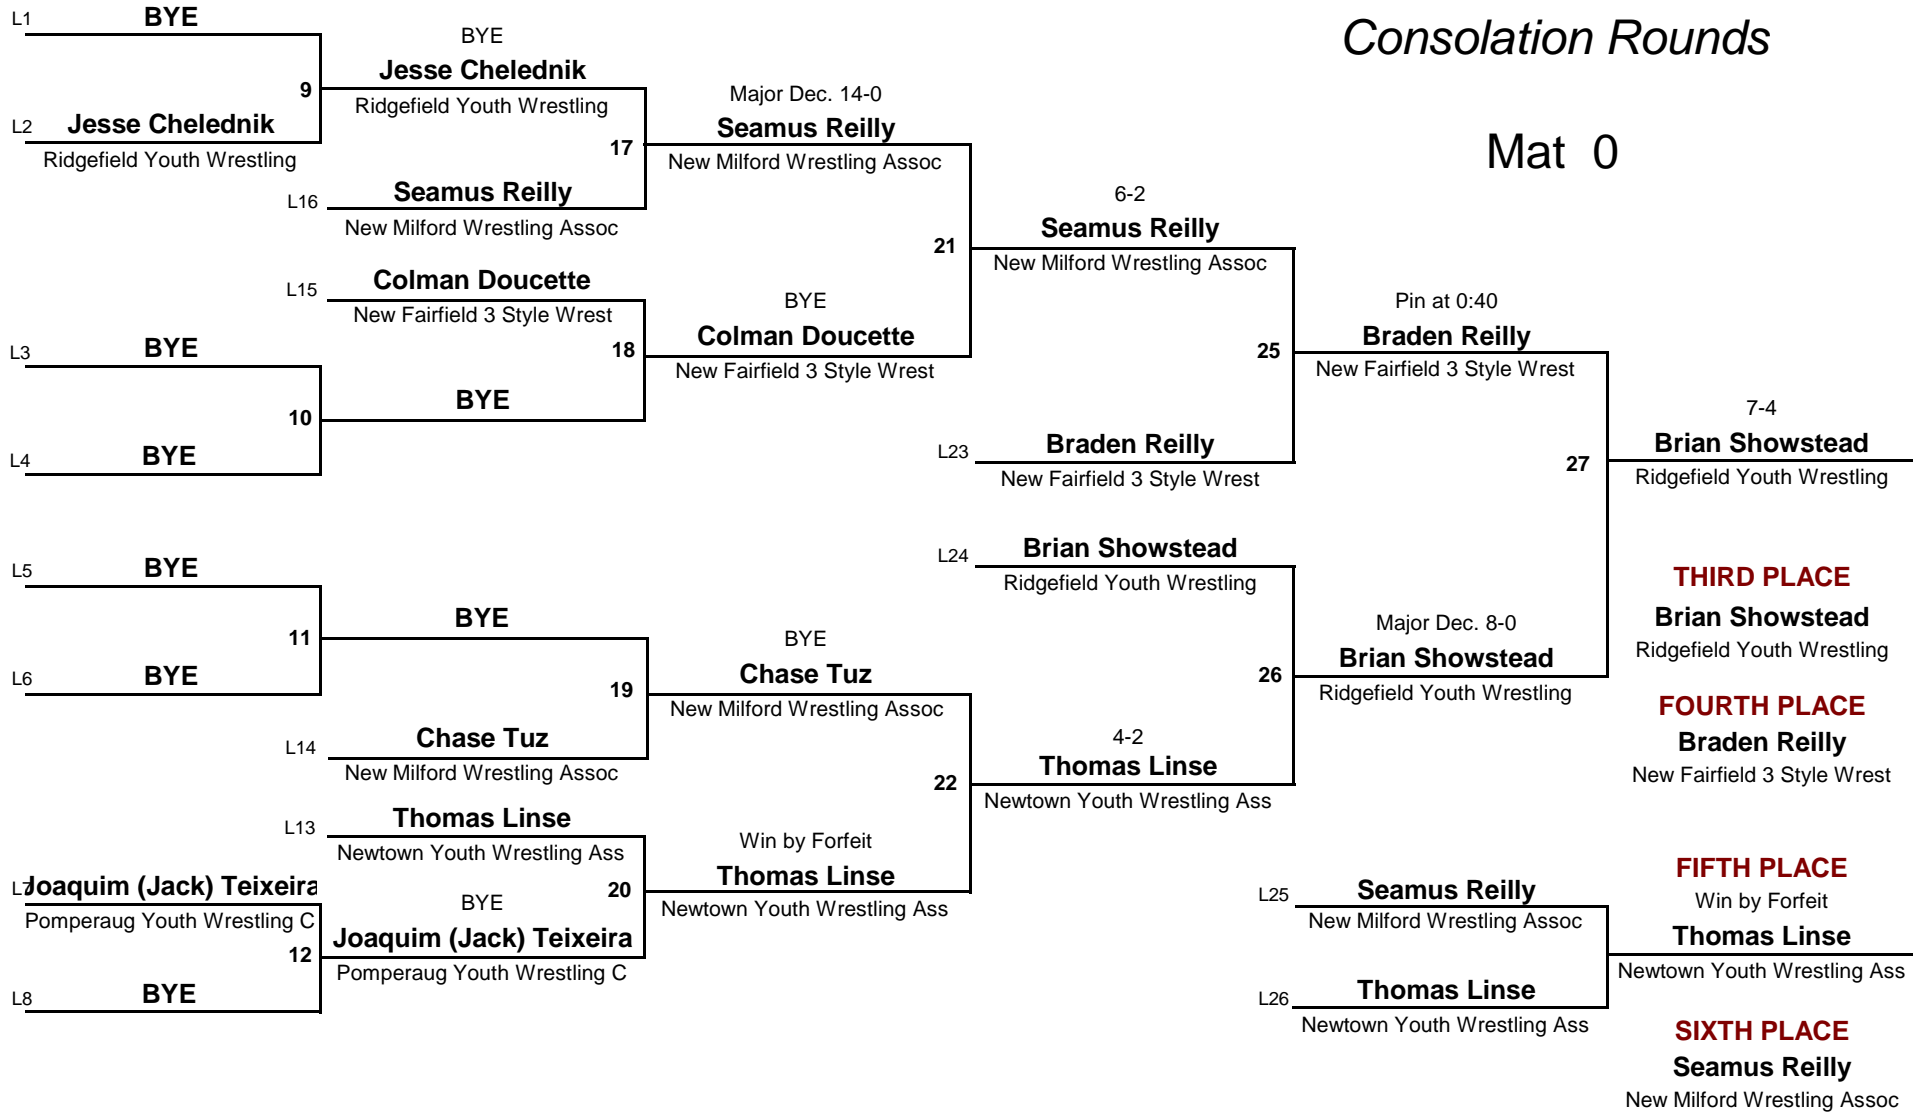 Consolation Rounds
Mat 0
L1 BYE
9
L2 Jesse Chelednik
Ridgefield Youth Wrestling
BYE
Jesse Chelednik
Ridgefield Youth Wrestling
17
L16 Seamus Reilly
New Milford Wrestling Assoc
Major Dec. 14-0
Seamus Reilly
New Milford Wrestling Assoc
L15 Colman Doucette
New Fairfield 3 Style Wrest
18
L3 BYE
10
L4 BYE
BYE
BYE
Colman Doucette
New Fairfield 3 Style Wrest
21
6-2
Seamus Reilly
New Milford Wrestling Assoc
25
L23 Braden Reilly
New Fairfield 3 Style Wrest
Pin at 0:40
Braden Reilly
New Fairfield 3 Style Wrest
27
7-4
Brian Showstead
Ridgefield Youth Wrestling
L5 BYE
11
L6 BYE
BYE
19
L14 Chase Tuz
New Milford Wrestling Assoc
BYE
Chase Tuz
New Milford Wrestling Assoc
22
L13 Thomas Linse
Newtown Youth Wrestling Ass
20
L7 Joaquim (Jack) Teixeira
Pomperaug Youth Wrestling C
12
L8 BYE
BYE
Joaquim (Jack) Teixeira
Pomperaug Youth Wrestling C
Win by Forfeit
Thomas Linse
Newtown Youth Wrestling Ass
4-2
Thomas Linse
Newtown Youth Wrestling Ass
L24 Brian Showstead
Ridgefield Youth Wrestling
26
Major Dec. 8-0
Brian Showstead
Ridgefield Youth Wrestling
THIRD PLACE
Brian Showstead
Ridgefield Youth Wrestling
FOURTH PLACE
Braden Reilly
New Fairfield 3 Style Wrest
L25 Seamus Reilly
New Milford Wrestling Assoc
L26 Thomas Linse
Newtown Youth Wrestling Ass
FIFTH PLACE
Win by Forfeit
Thomas Linse
Newtown Youth Wrestling Ass
SIXTH PLACE
Seamus Reilly
New Milford Wrestling Assoc